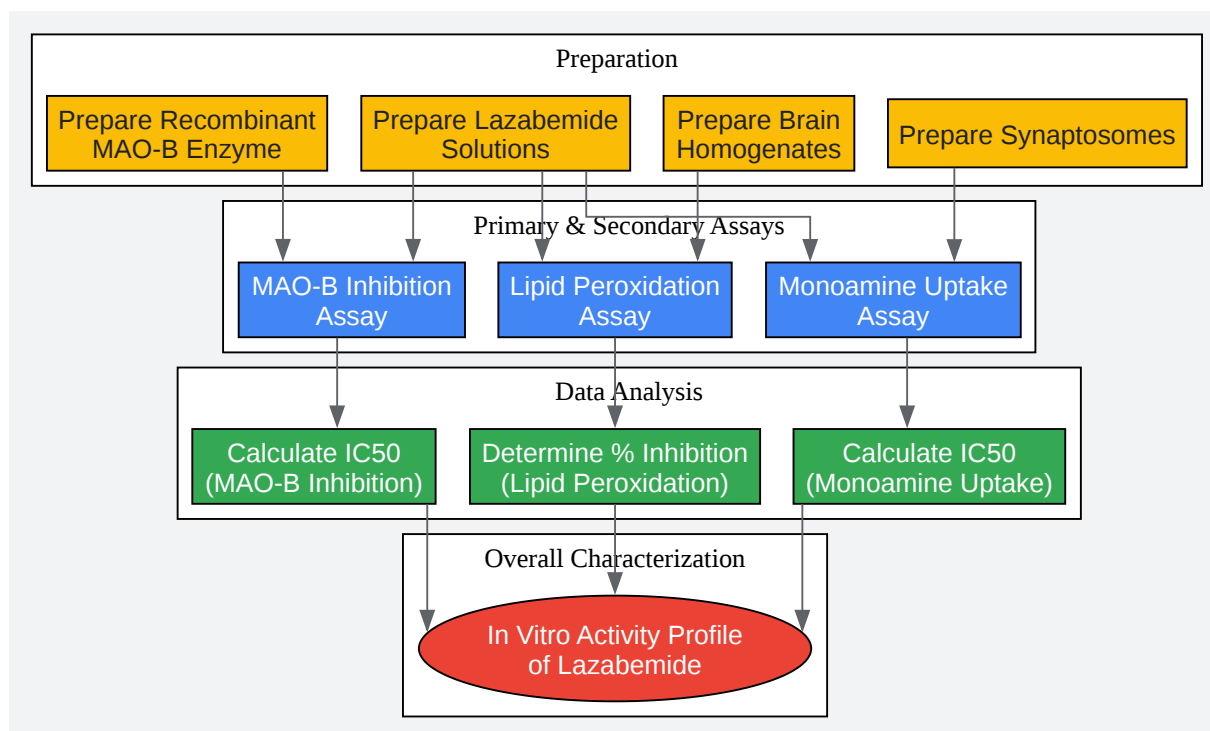 Preparation
Prepare Recombinant
MAO-B Enzyme
Prepare Lazabemide
Solutions
Prepare Brain
Homogenates
Prepare Synaptosomes
Primary & Secondary Assays
MAO-B Inhibition
Assay
Lipid Peroxidation
Assay
Monoamine Uptake
Assay
Data Analysis
Calculate IC50
(MAO-B Inhibition)
Determine % Inhibition
(Lipid Peroxidation)
Calculate IC50
(Monoamine Uptake)
Overall Characterization
In Vitro Activity Profile
of Lazabemide